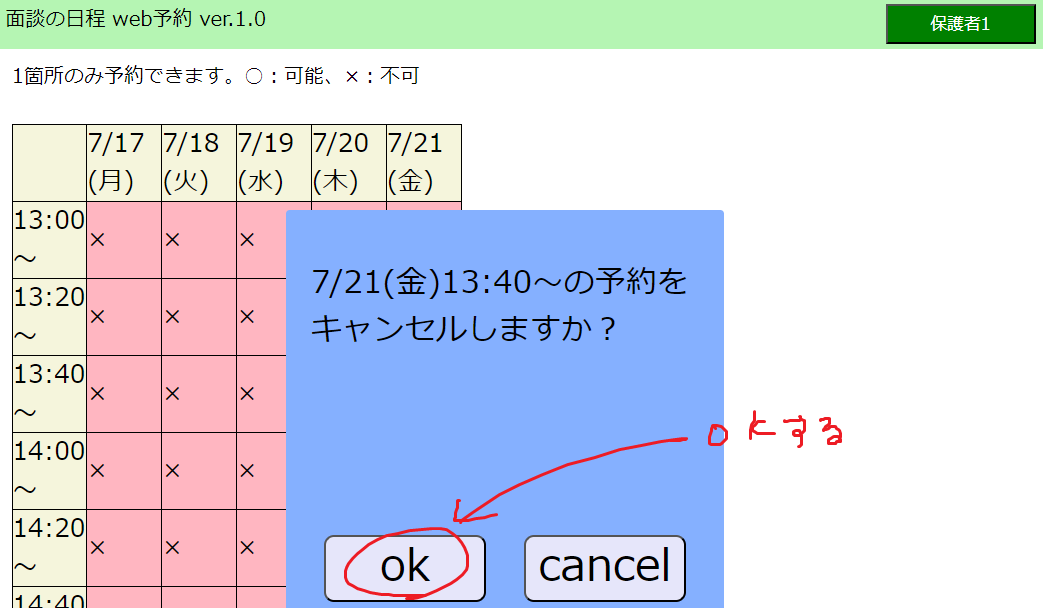 面談の日程 web予約 ver.1.0
保護者1
1箇所のみ予約できます。○：可能、×：不可
7/17 7/18 7/19 7/20 7/21
(月) (火) (水) (木) (金)
13:00
～ × × ×
13:20
～ × × ×
13:40
～ × × ×
14:00
～ × × ×
14:20
～ × × ×
14:40
7/21(金)13:40～の予約を
キャンセルしますか？
OKする
ok cancel